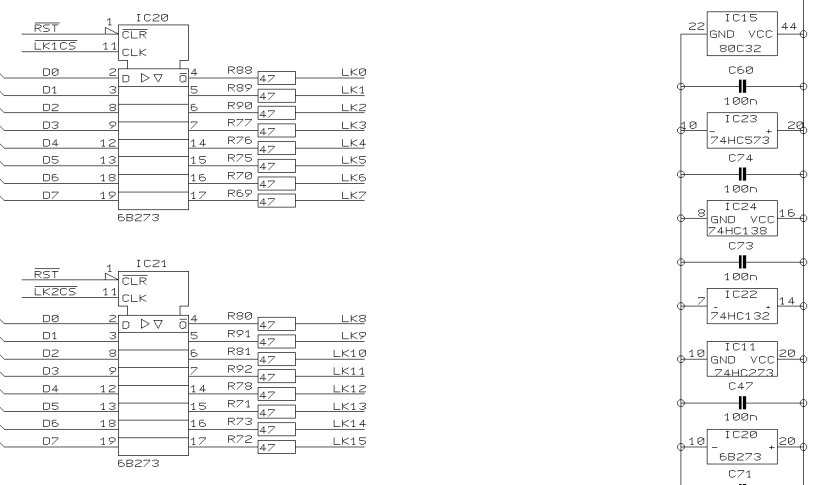 IC20
RST 1 CLR
LK1CS 11 CLK
D0 2 D Q 4 R88 47 LK0
D1 3 5 R89 47 LK1
D2 8 6 R90 47 LK2
D3 9 7 R77 47 LK3
D4 12 14 R76 47 LK4
D5 13 15 R75 47 LK5
D6 18 16 R70 47 LK6
D7 19 17 R69 47 LK7
6B273
IC21
RST 1 CLR
LK2CS 11 CLK
D0 2 D Q 4 R80 47 LK8
D1 3 5 R91 47 LK9
D2 8 6 R81 47 LK10
D3 9 7 R92 47 LK11
D4 12 14 R78 47 LK12
D5 13 15 R71 47 LK13
D6 18 16 R73 47 LK14
D7 19 17 R72 47 LK15
6B273
IC15
22 GND VCC 44
80C32
C60
100n
IC23
10 - + 20
74HC573
C74
100n
IC24
8 GND VCC 16
74HC138
C73
100n
IC22
7 - + 14
74HC132
IC11
10 GND VCC 20
74HC273
C47
100n
IC20
10 - + 20
6B273
C71